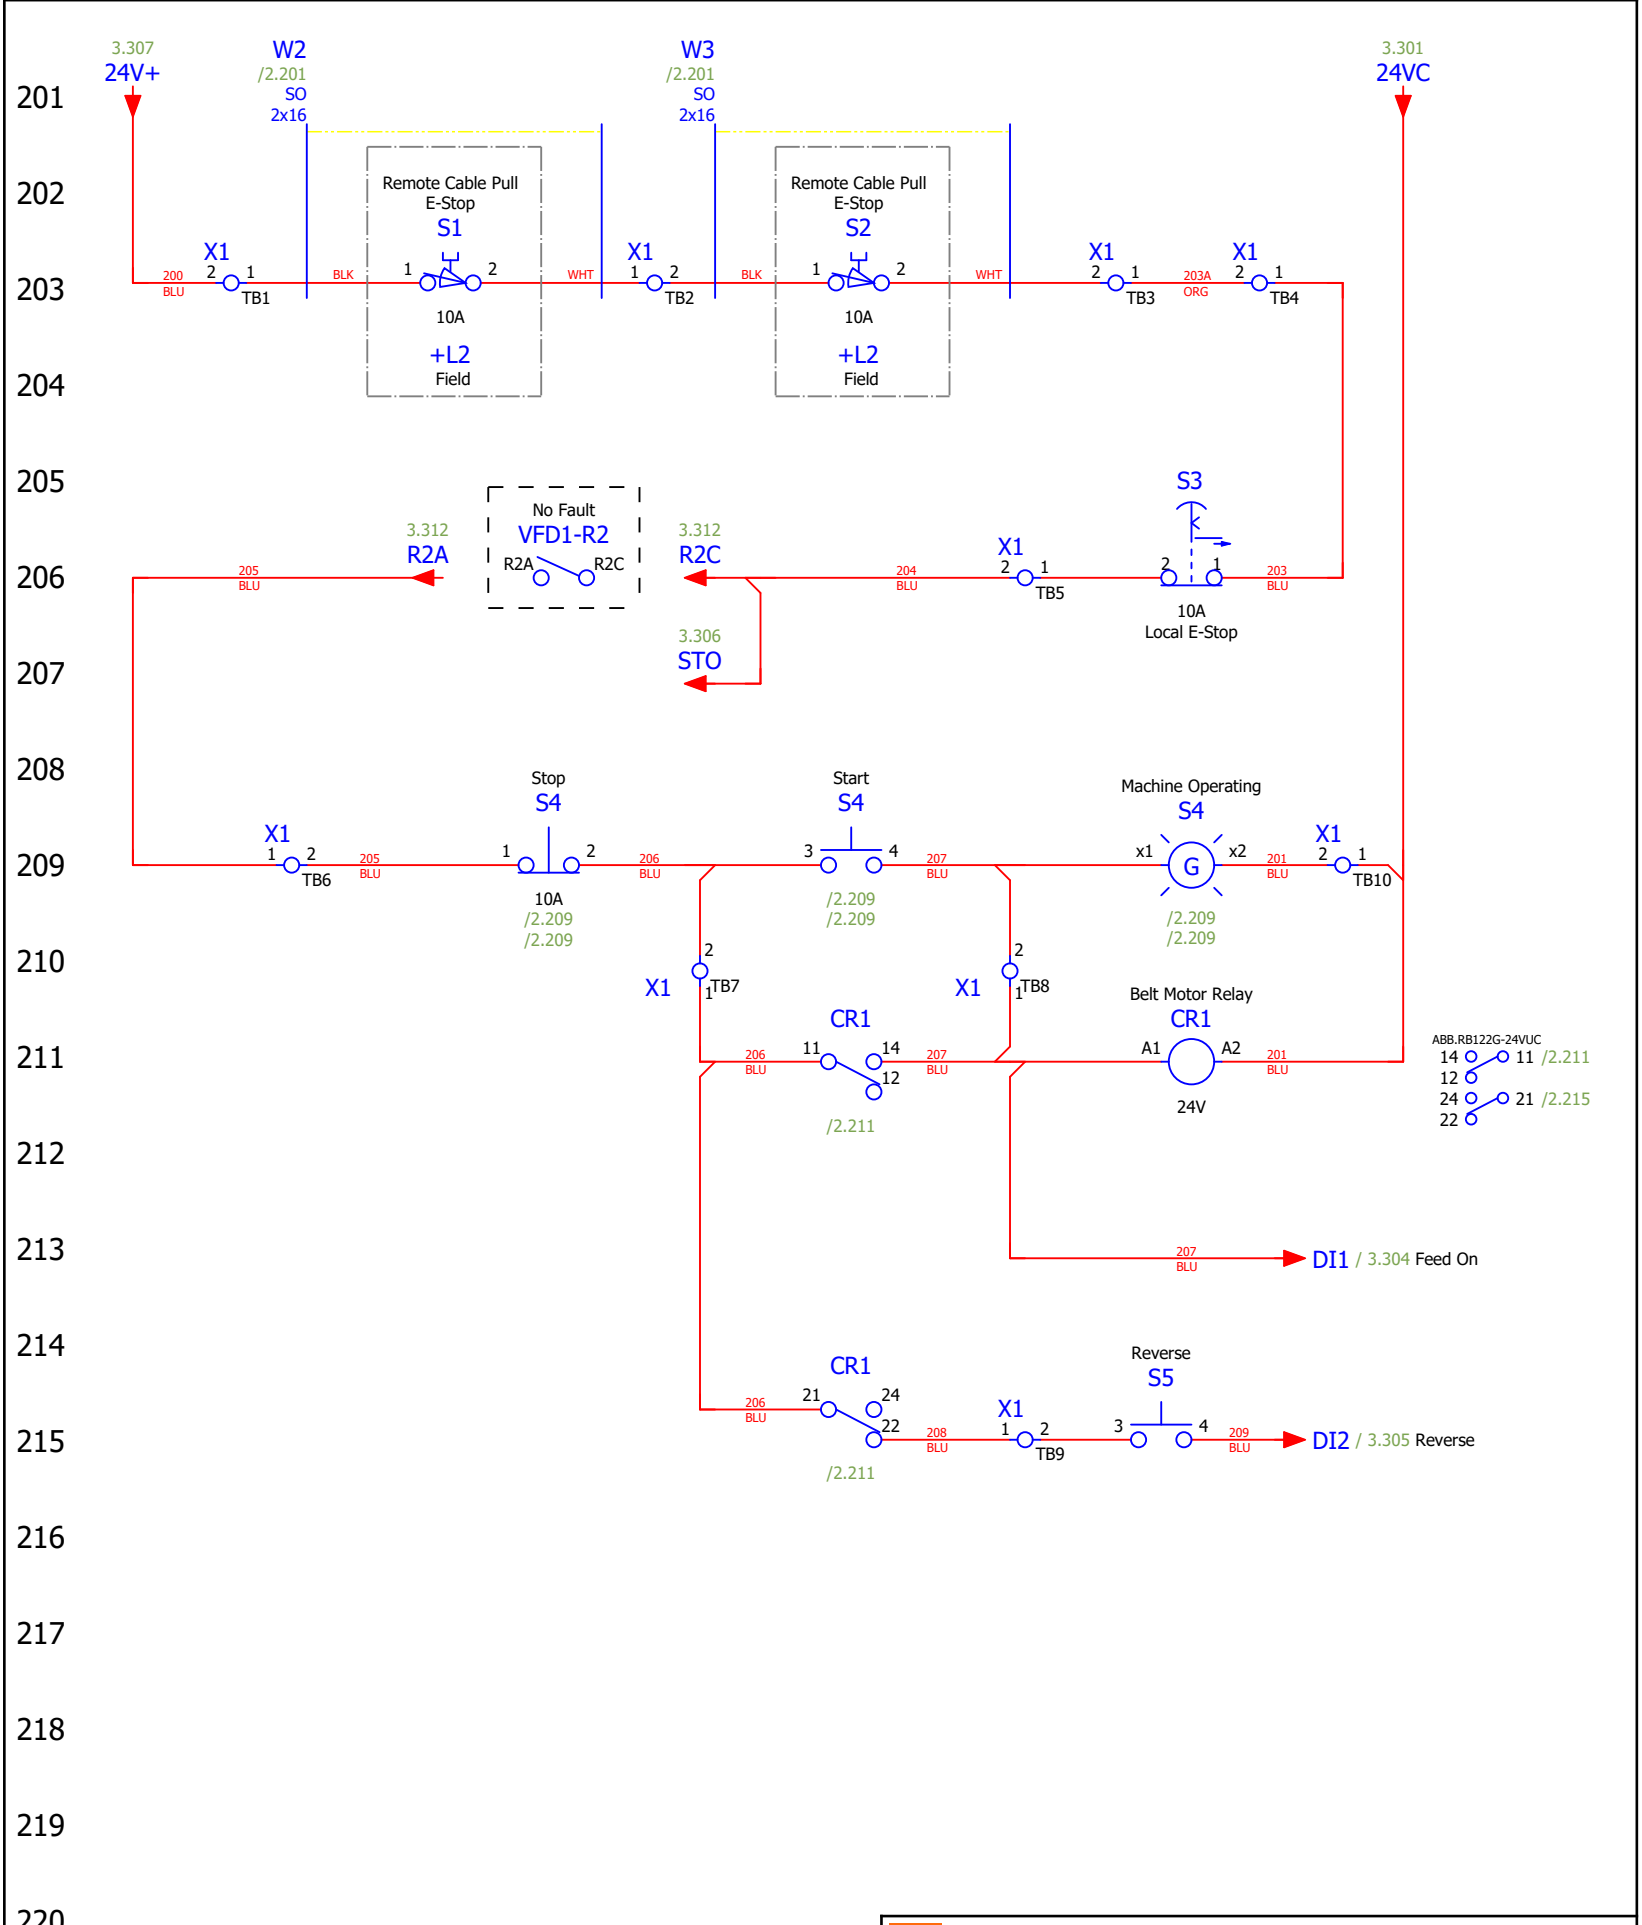 3.307
24V+
W2
/2.201
SO
2x16
W3
/2.201
SO
2x16
3.301
24VC
201
202
Remote Cable Pull
E-Stop
S1
Remote Cable Pull
E-Stop
S2
203
200
BLU
X1
2 1
TB1
BLK
1 2
10A
WHT
X1
1 2
TB2
BLK
1 2
10A
WHT
X1
2 1
TB3
203A
ORG
X1
2 1
TB4
204
+L2
Field
+L2
Field
205
No Fault
VFD1-R2
R2A R2C
S3
206
205
BLU
3.312
R2A
3.312
R2C
204
BLU
X1
2 1
TB5
2 1
10A
Local E-Stop
203
BLU
207
3.306
STO
208
Stop
S4
Start
S4
Machine Operating
S4
209
X1
1 2
TB6
205
BLU
1 2
10A
/2.209
/2.209
206
BLU
3 4
/2.209
/2.209
207
BLU
x1 G x2
/2.209
/2.209
201
BLU
X1
2 1
TB10
210
2
X1 TB7
1
2
X1 TB8
1
211
206
BLU
CR1
11 14
12
/2.211
207
BLU
Belt Motor Relay
CR1
A1 A2
24V
201
BLU
ABB.RB122G-24VUC
14 11 /2.211
12
24 21 /2.215
22
212
213
207
BLU
DI1 / 3.304 Feed On
214
CR1
Reverse
S5
215
206
BLU
21 24
22
/2.211
208
BLU
X1
1 2
TB9
3 4
209
BLU
DI2 / 3.305 Reverse
216
217
218
219
220